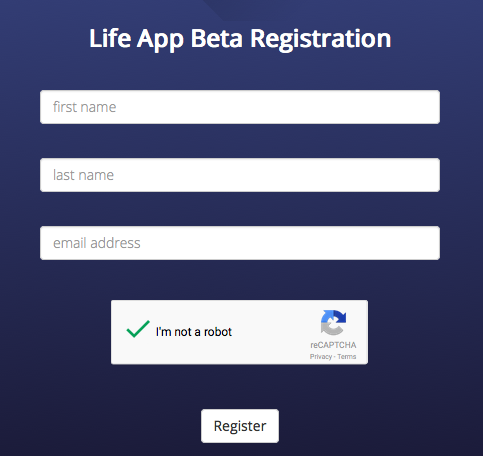 Life App Beta Registration
first name
last name
email address
I'm not a robot
reCAPTCHA
Privacy - Terms
Register